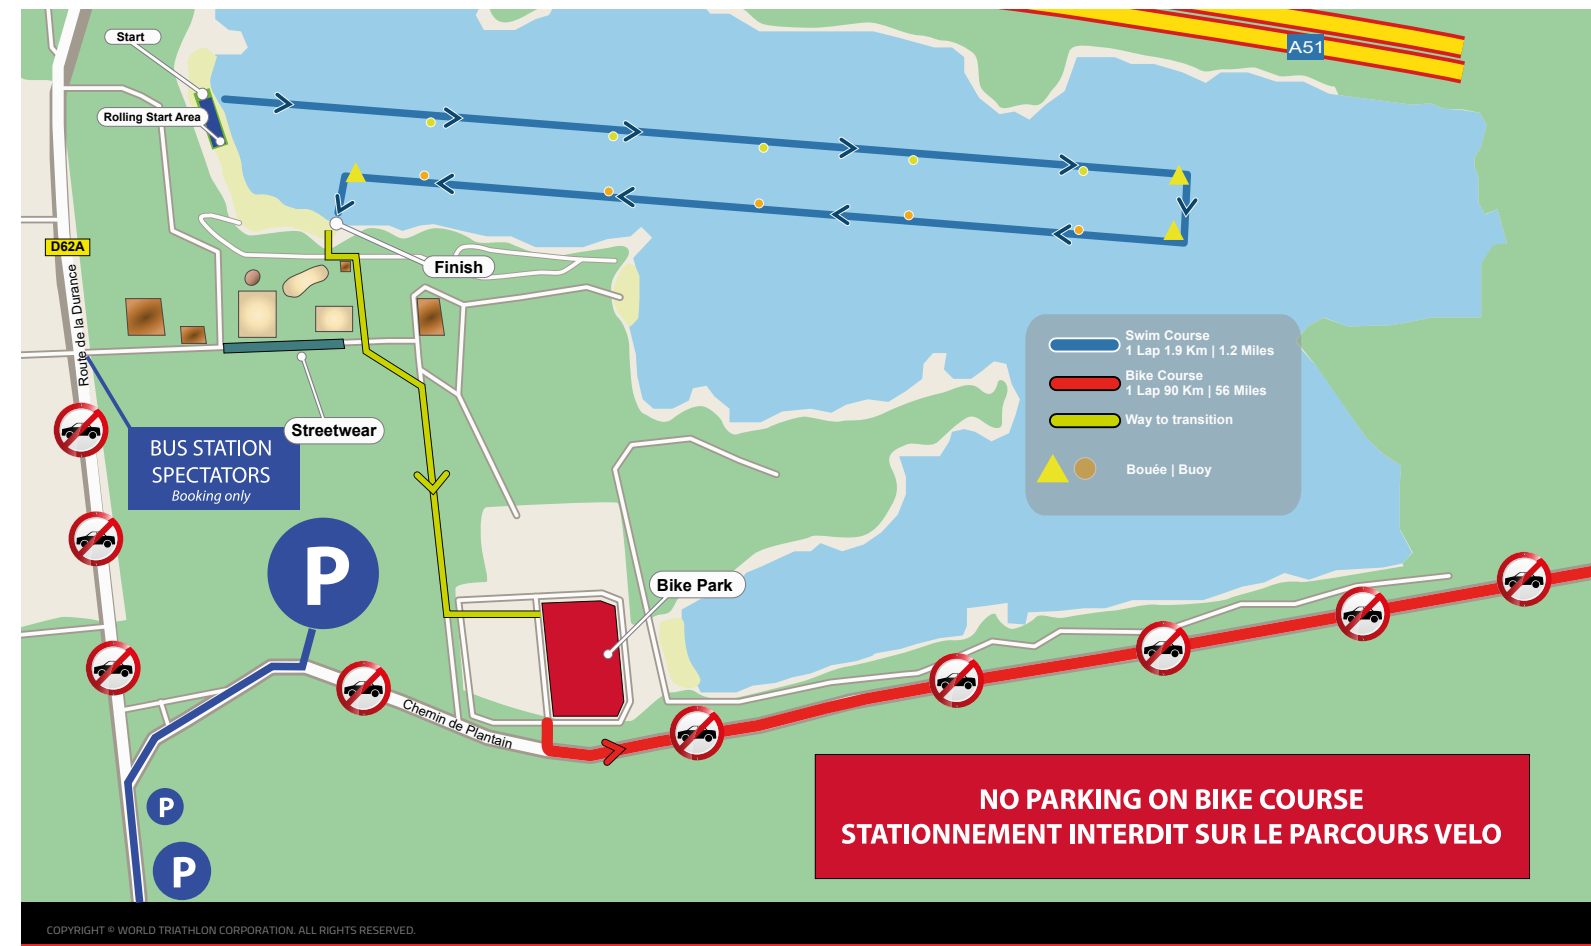 Start
A51
Rolling Start Area
D62A
Finish
Route de la Durance
Swim Course
1 Lap 1.9 Km | 1.2 Miles
Bike Course
1 Lap 90 Km | 56 Miles
Way to transition
Bouée | Buoy
Streetwear
BUS STATION
SPECTATORS
Booking only
P
Bike Park
Chemin de Plantain
P
P
NO PARKING ON BIKE COURSE
STATIONNEMENT INTERDIT SUR LE PARCOURS VELO
COPYRIGHT © WORLD TRIATHLON CORPORATION. ALL RIGHTS RESERVED.